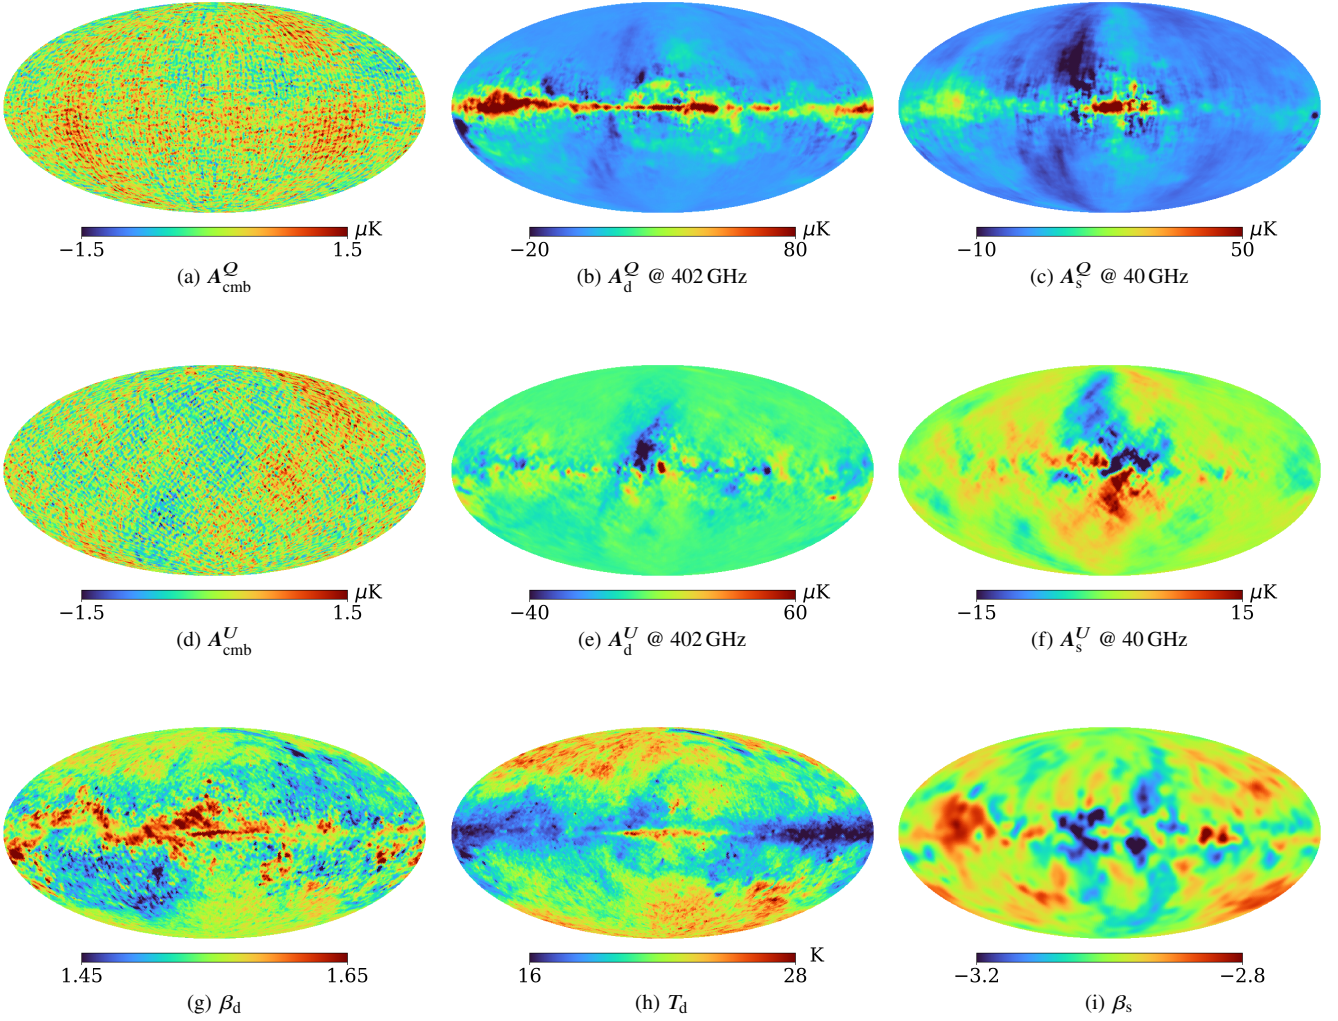 −1.5 1.5 μK
(a) A^Q_cmb
−20 80 μK
(b) A^Q_d @ 402 GHz
−10 50 μK
(c) A^Q_s @ 40 GHz
−1.5 1.5 μK
(d) A^U_cmb
−40 60 μK
(e) A^U_d @ 402 GHz
−15 15 μK
(f) A^U_s @ 40 GHz
1.45 1.65
(g) β_d
16 28 K
(h) T_d
−3.2 −2.8
(i) β_s